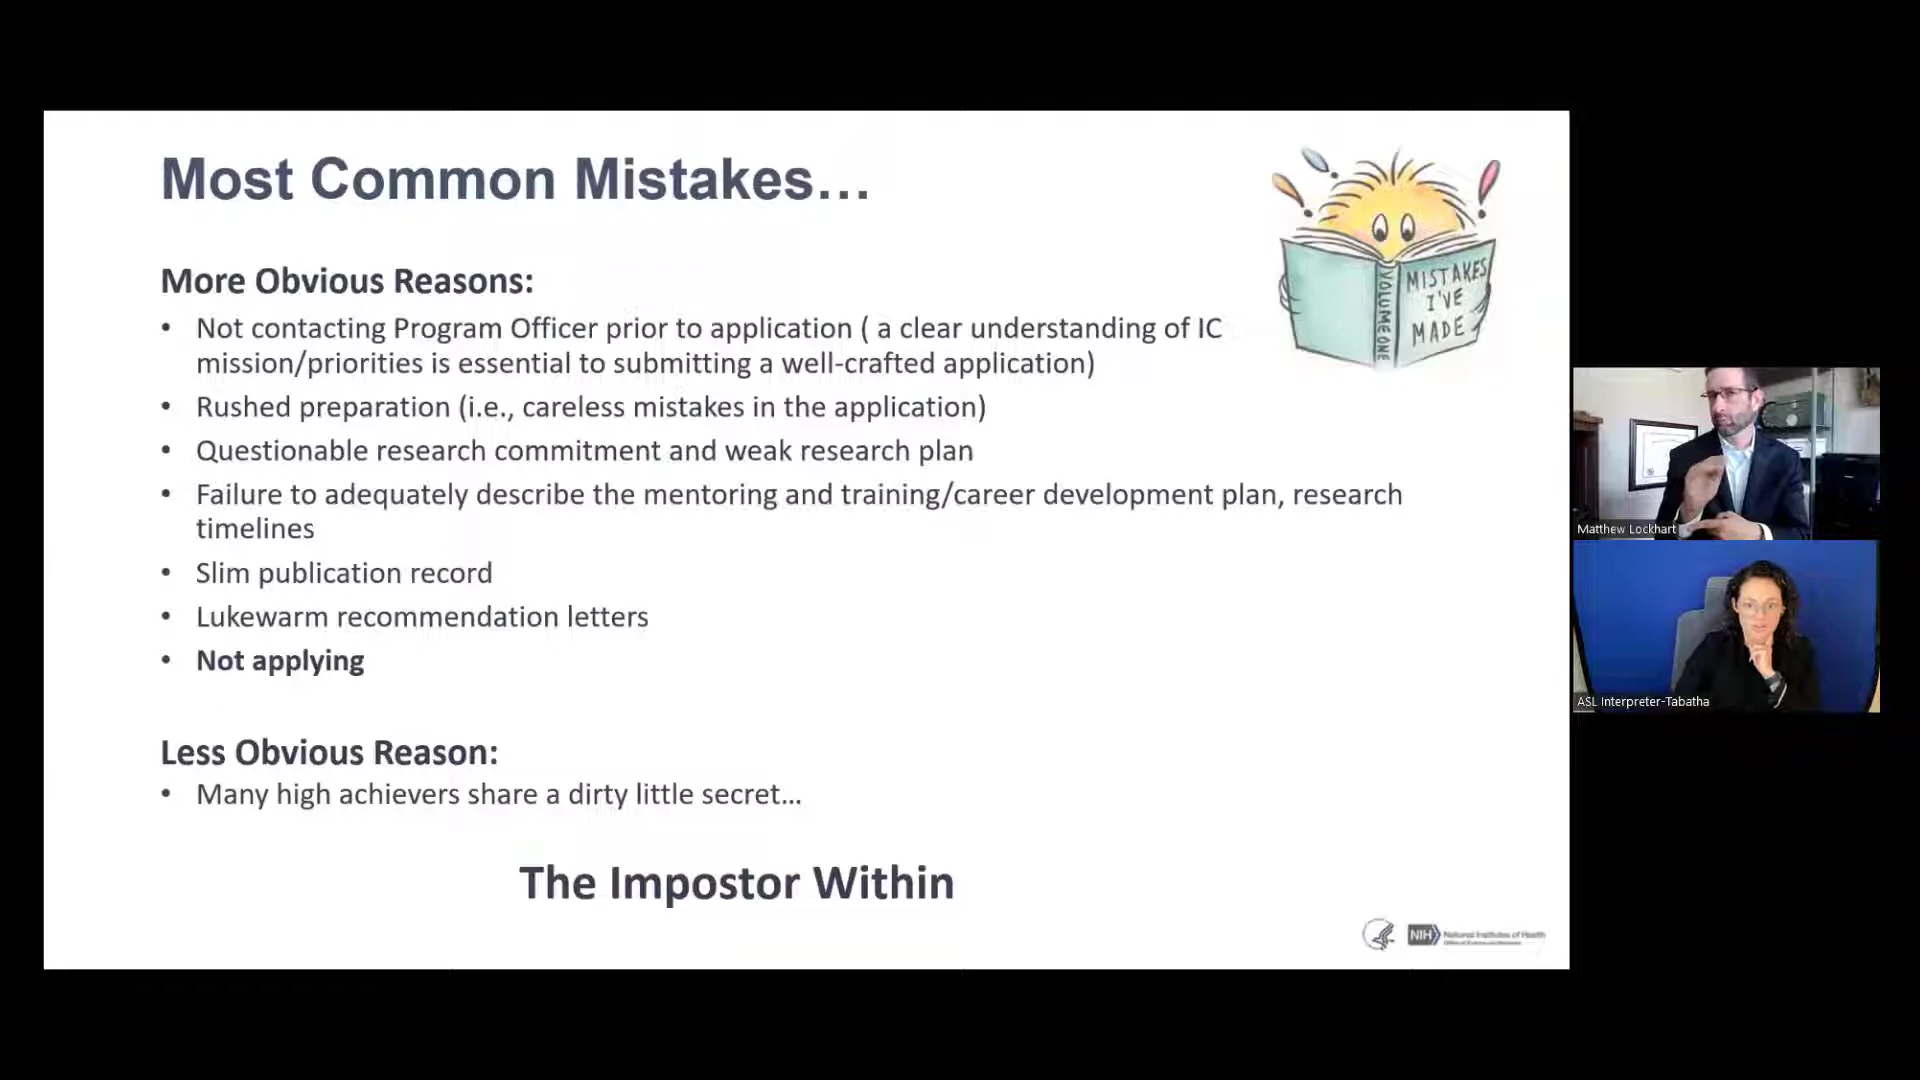 Most Common Mistakes...
MISTAKES
I'VE
MADE
VOLUME ONE
More Obvious Reasons:
• Not contacting Program Officer prior to application ( a clear understanding of IC
mission/priorities is essential to submitting a well-crafted application)
• Rushed preparation (i.e., careless mistakes in the application)
• Questionable research commitment and weak research plan
• Failure to adequately describe the mentoring and training/career development plan, research
timelines
• Slim publication record
• Lukewarm recommendation letters
• Not applying
Less Obvious Reason:
• Many high achievers share a dirty little secret...
The Impostor Within
NIH National Institutes of Health
Matthew Lockhart
ASL Interpreter-Tabatha